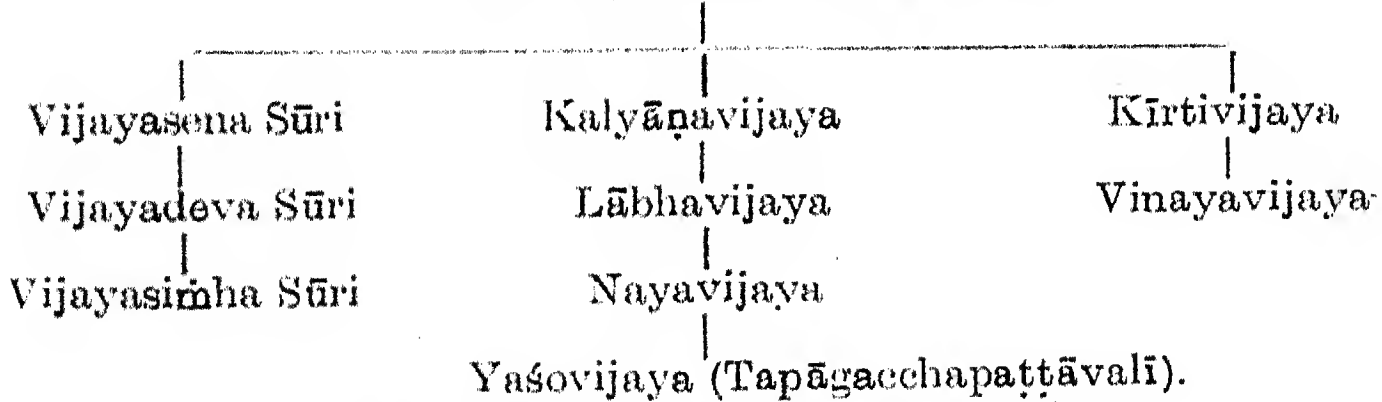 Vijayasena Sūri Kalyāṇavijaya Kīrtivijaya
Vijayadeva Sūri Lābhavijaya Vinayavijaya
Vijayasiṁha Sūri Nayavijaya
Yaśovijaya (Tapāgacchapaṭṭāvalī).